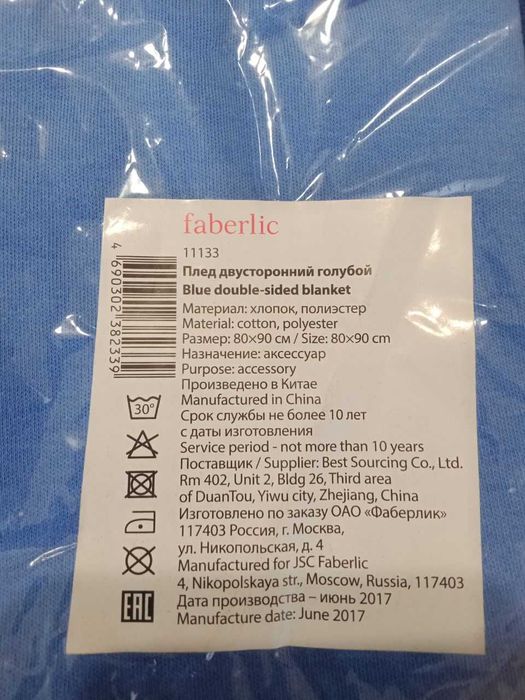 faberlic
11133
Плед двусторонний голубой
Blue double-sided blanket
Материал: хлопок, полиэстер
Material: cotton, polyester
Размер: 80×90 см / Size: 80×90 cm
Назначение: аксессуар
Purpose: accessory
Произведено в Китае
Manufactured in China
Срок службы не более 10 лет
с даты изготовления
Service period - not more than 10 years
Поставщик / Supplier: Best Sourcing Co., Ltd.
Rm 402, Unit 2, Bldg 26, Third area
of DuanTou, Yiwu city, Zhejiang, China
Изготовлено по заказу ОАО «Фаберлик»
117403 Россия, г. Москва,
ул. Никопольская, д. 4
Manufactured for JSC Faberlic
4, Nikopolskaya str., Moscow, Russia, 117403
Дата производства – июнь 2017
Manufacture date: June 2017
4 690302 382339
30°
EAC